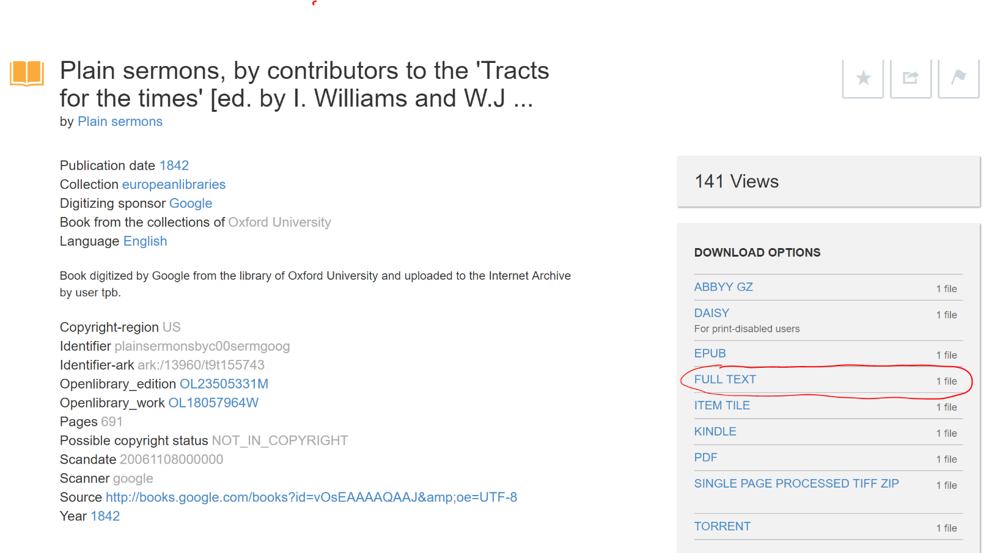 Plain sermons, by contributors to the 'Tracts
for the times' [ed. by I. Williams and W.J ...
by Plain sermons
Publication date 1842
Collection europeanlibraries
Digitizing sponsor Google
Book from the collections of Oxford University
Language English
Book digitized by Google from the library of Oxford University and uploaded to the Internet Archive
by user tpb.
Copyright-region US
Identifier plainsermonsbyc00sermgoog
Identifier-ark ark:/13960/t9t155743
Openlibrary_edition OL23505331M
Openlibrary_work OL18057964W
Pages 691
Possible copyright status NOT_IN_COPYRIGHT
Scandate 20061108000000
Scanner google
Source http://books.google.com/books?id=vOsEAAAAQAAJ&amp;oe=UTF-8
Year 1842
141 Views
DOWNLOAD OPTIONS
ABBYY GZ 1 file
DAISY 1 file
For print-disabled users
EPUB 1 file
FULL TEXT 1 file
ITEM TILE 1 file
KINDLE 1 file
PDF 1 file
SINGLE PAGE PROCESSED TIFF ZIP 1 file
TORRENT 1 file